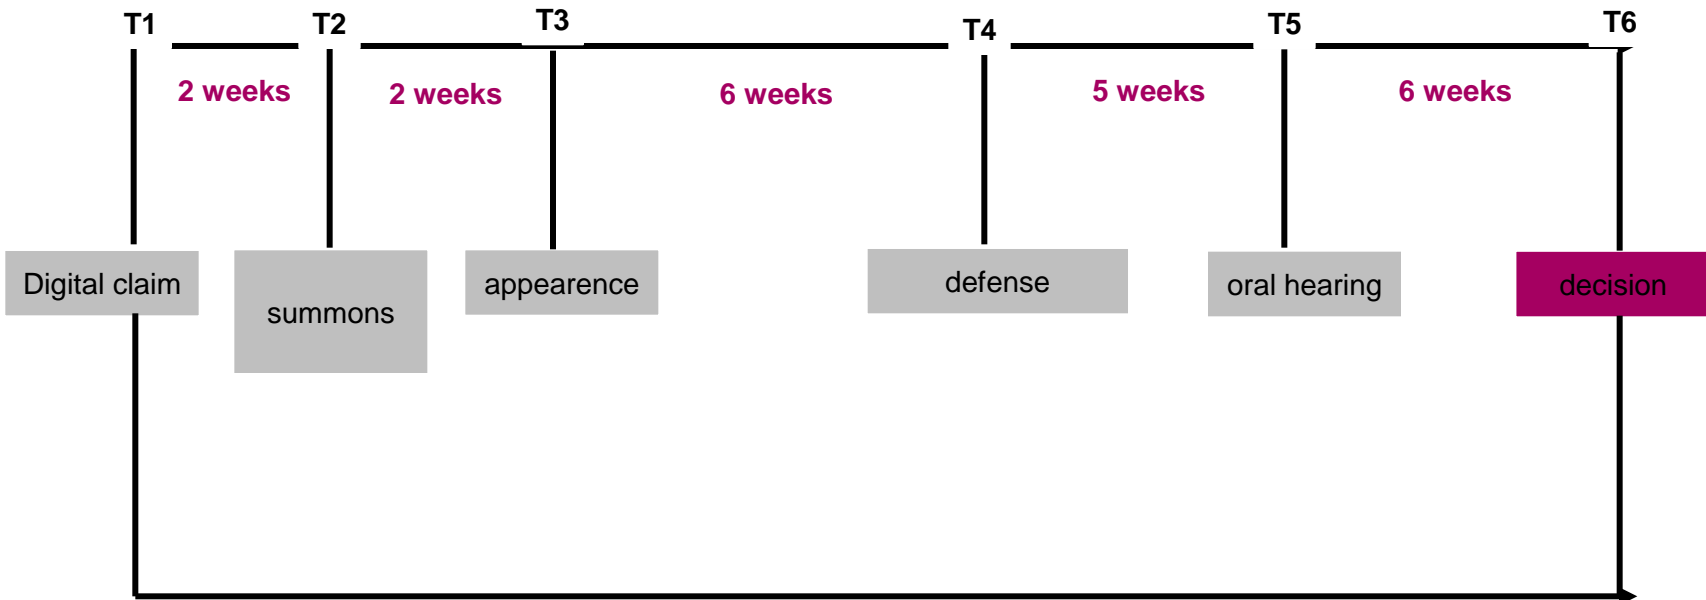 T1
T2
T3
T4
T5
T6
2 weeks
2 weeks
6 weeks
5 weeks
6 weeks
Digital claim
summons
appearence
defense
oral hearing
decision